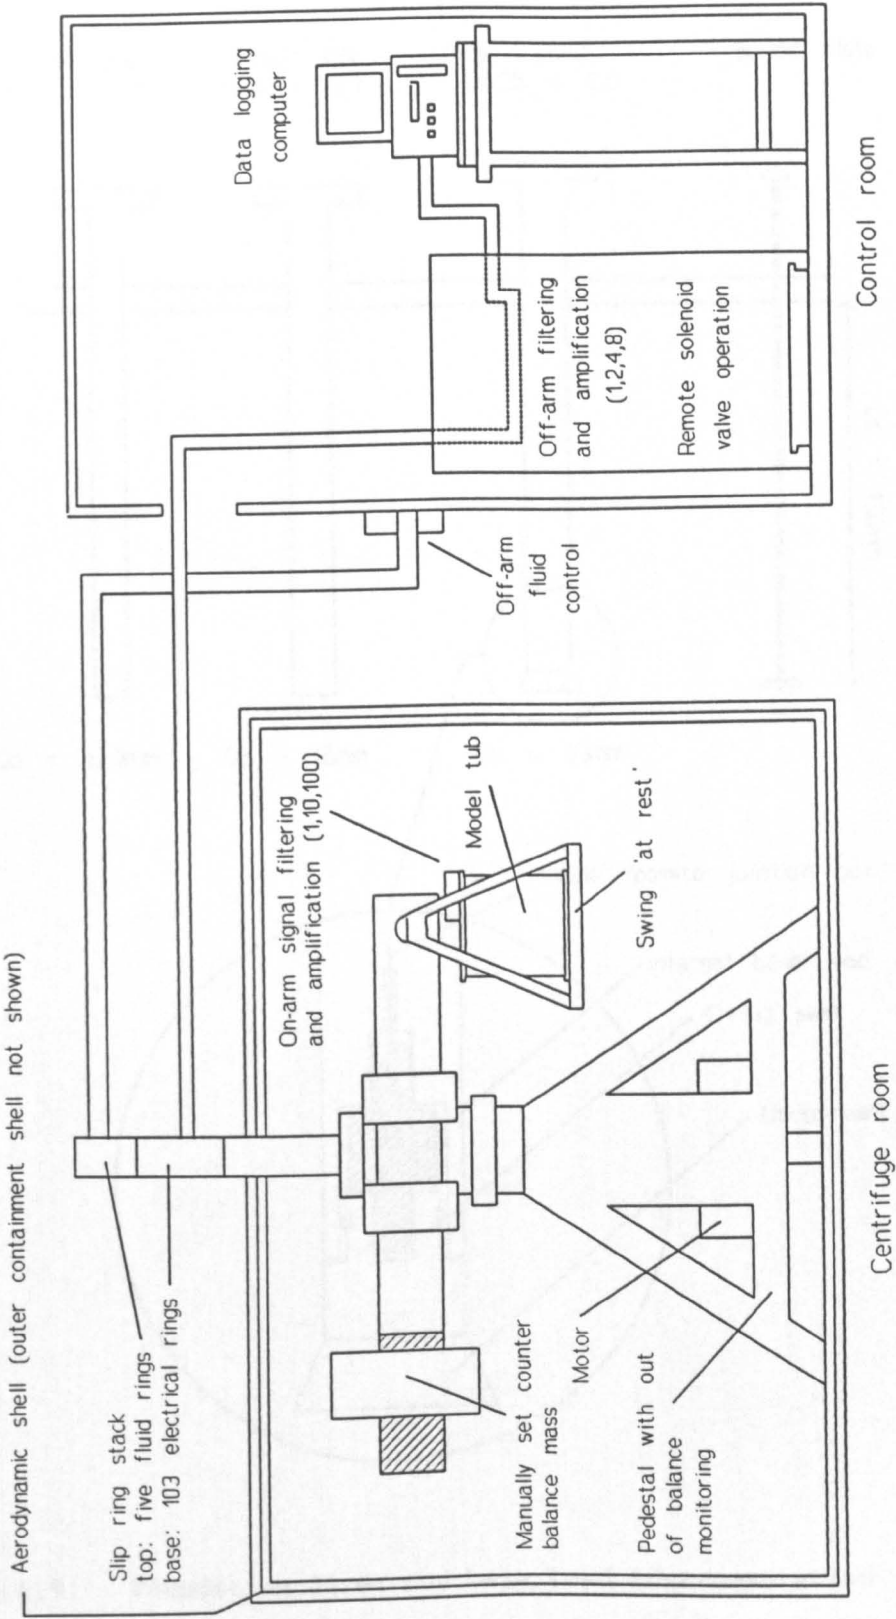 Aerodynamic shell (outer containment shell not shown)
Slip ring stack
top: five fluid rings
base: 103 electrical rings
On-arm signal filtering
and amplification (1,10,100)
Model tub
Swing 'at rest'
Manually set counter
balance mass
Motor
Pedestal with out
of balance
monitoring
Centrifuge room
Off-arm
fluid
control
Data logging
computer
Off-arm filtering
and amplification
(1,2,4,8)
Remote solenoid
valve operation
Control room